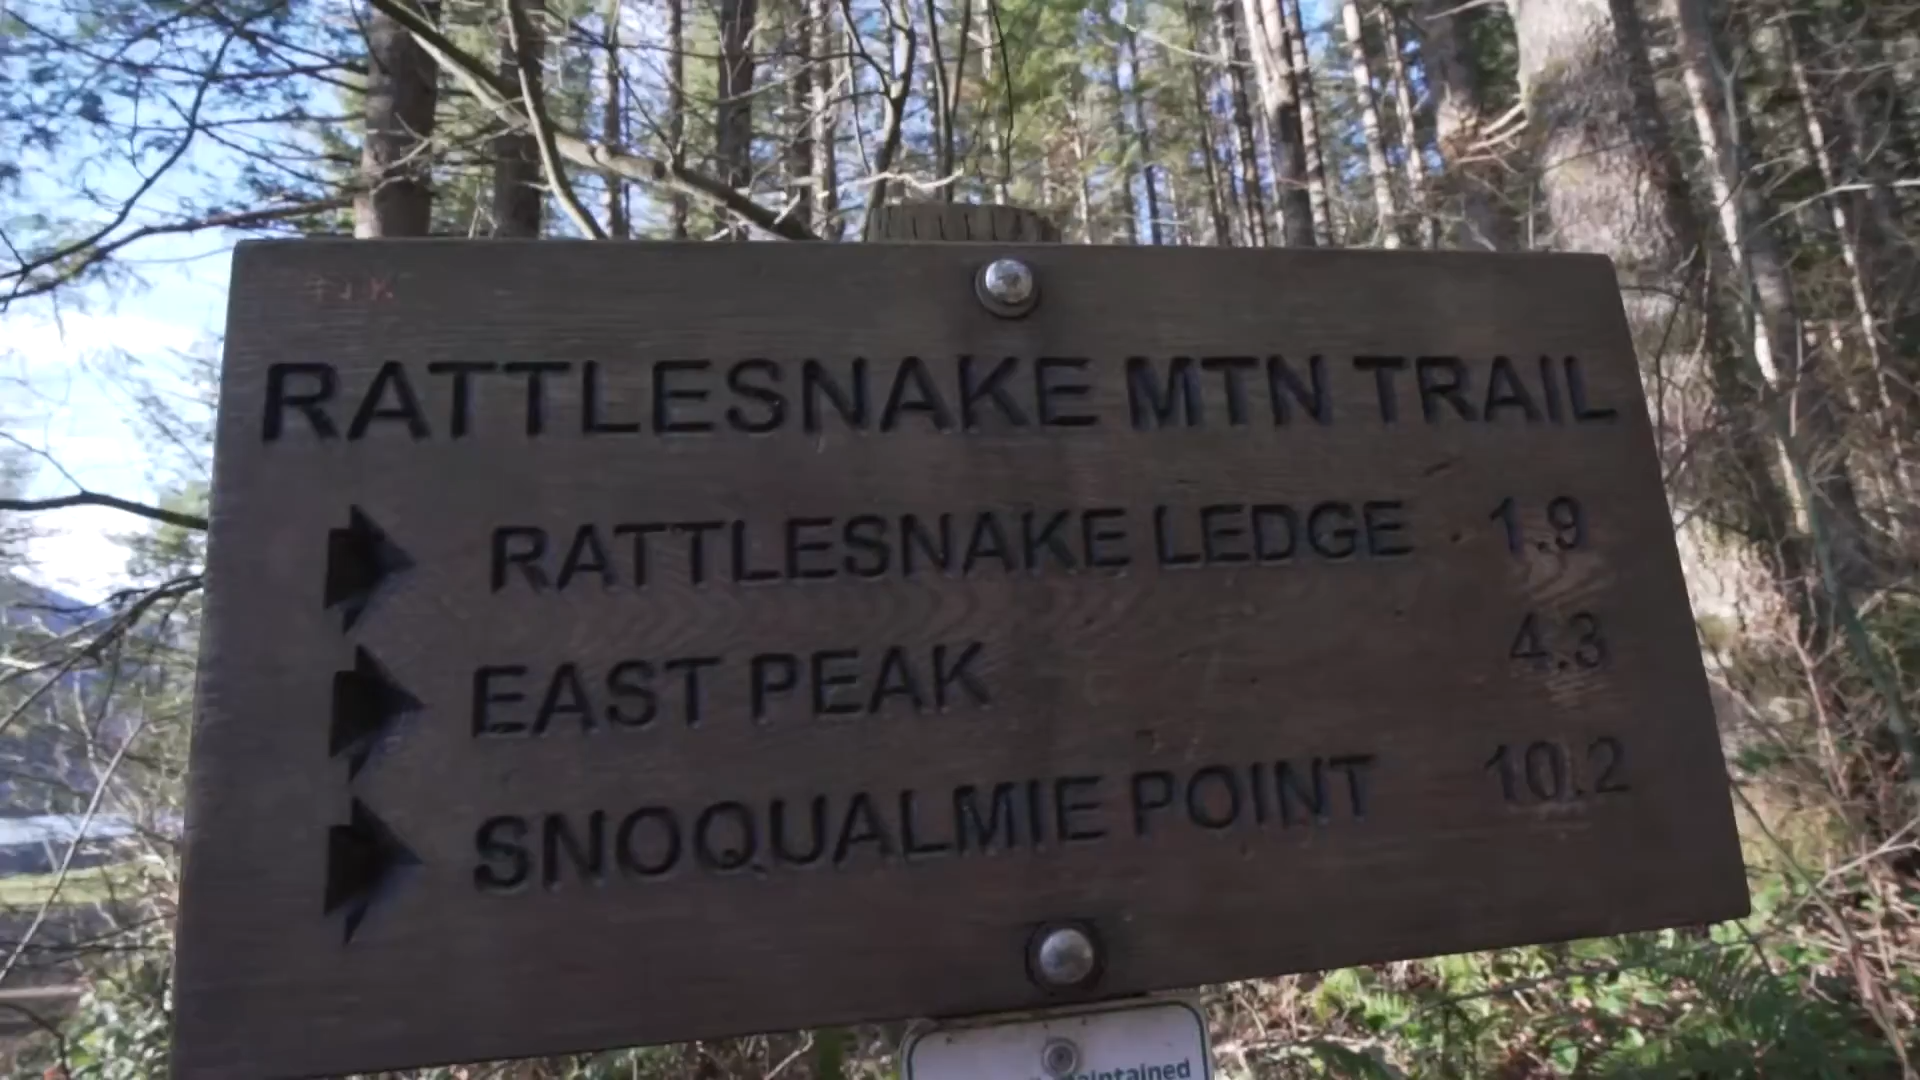 RATTLESNAKE MTN TRAIL
RATTLESNAKE LEDGE 1.9
EAST PEAK 4.3
SNOQUALMIE POINT 10.2